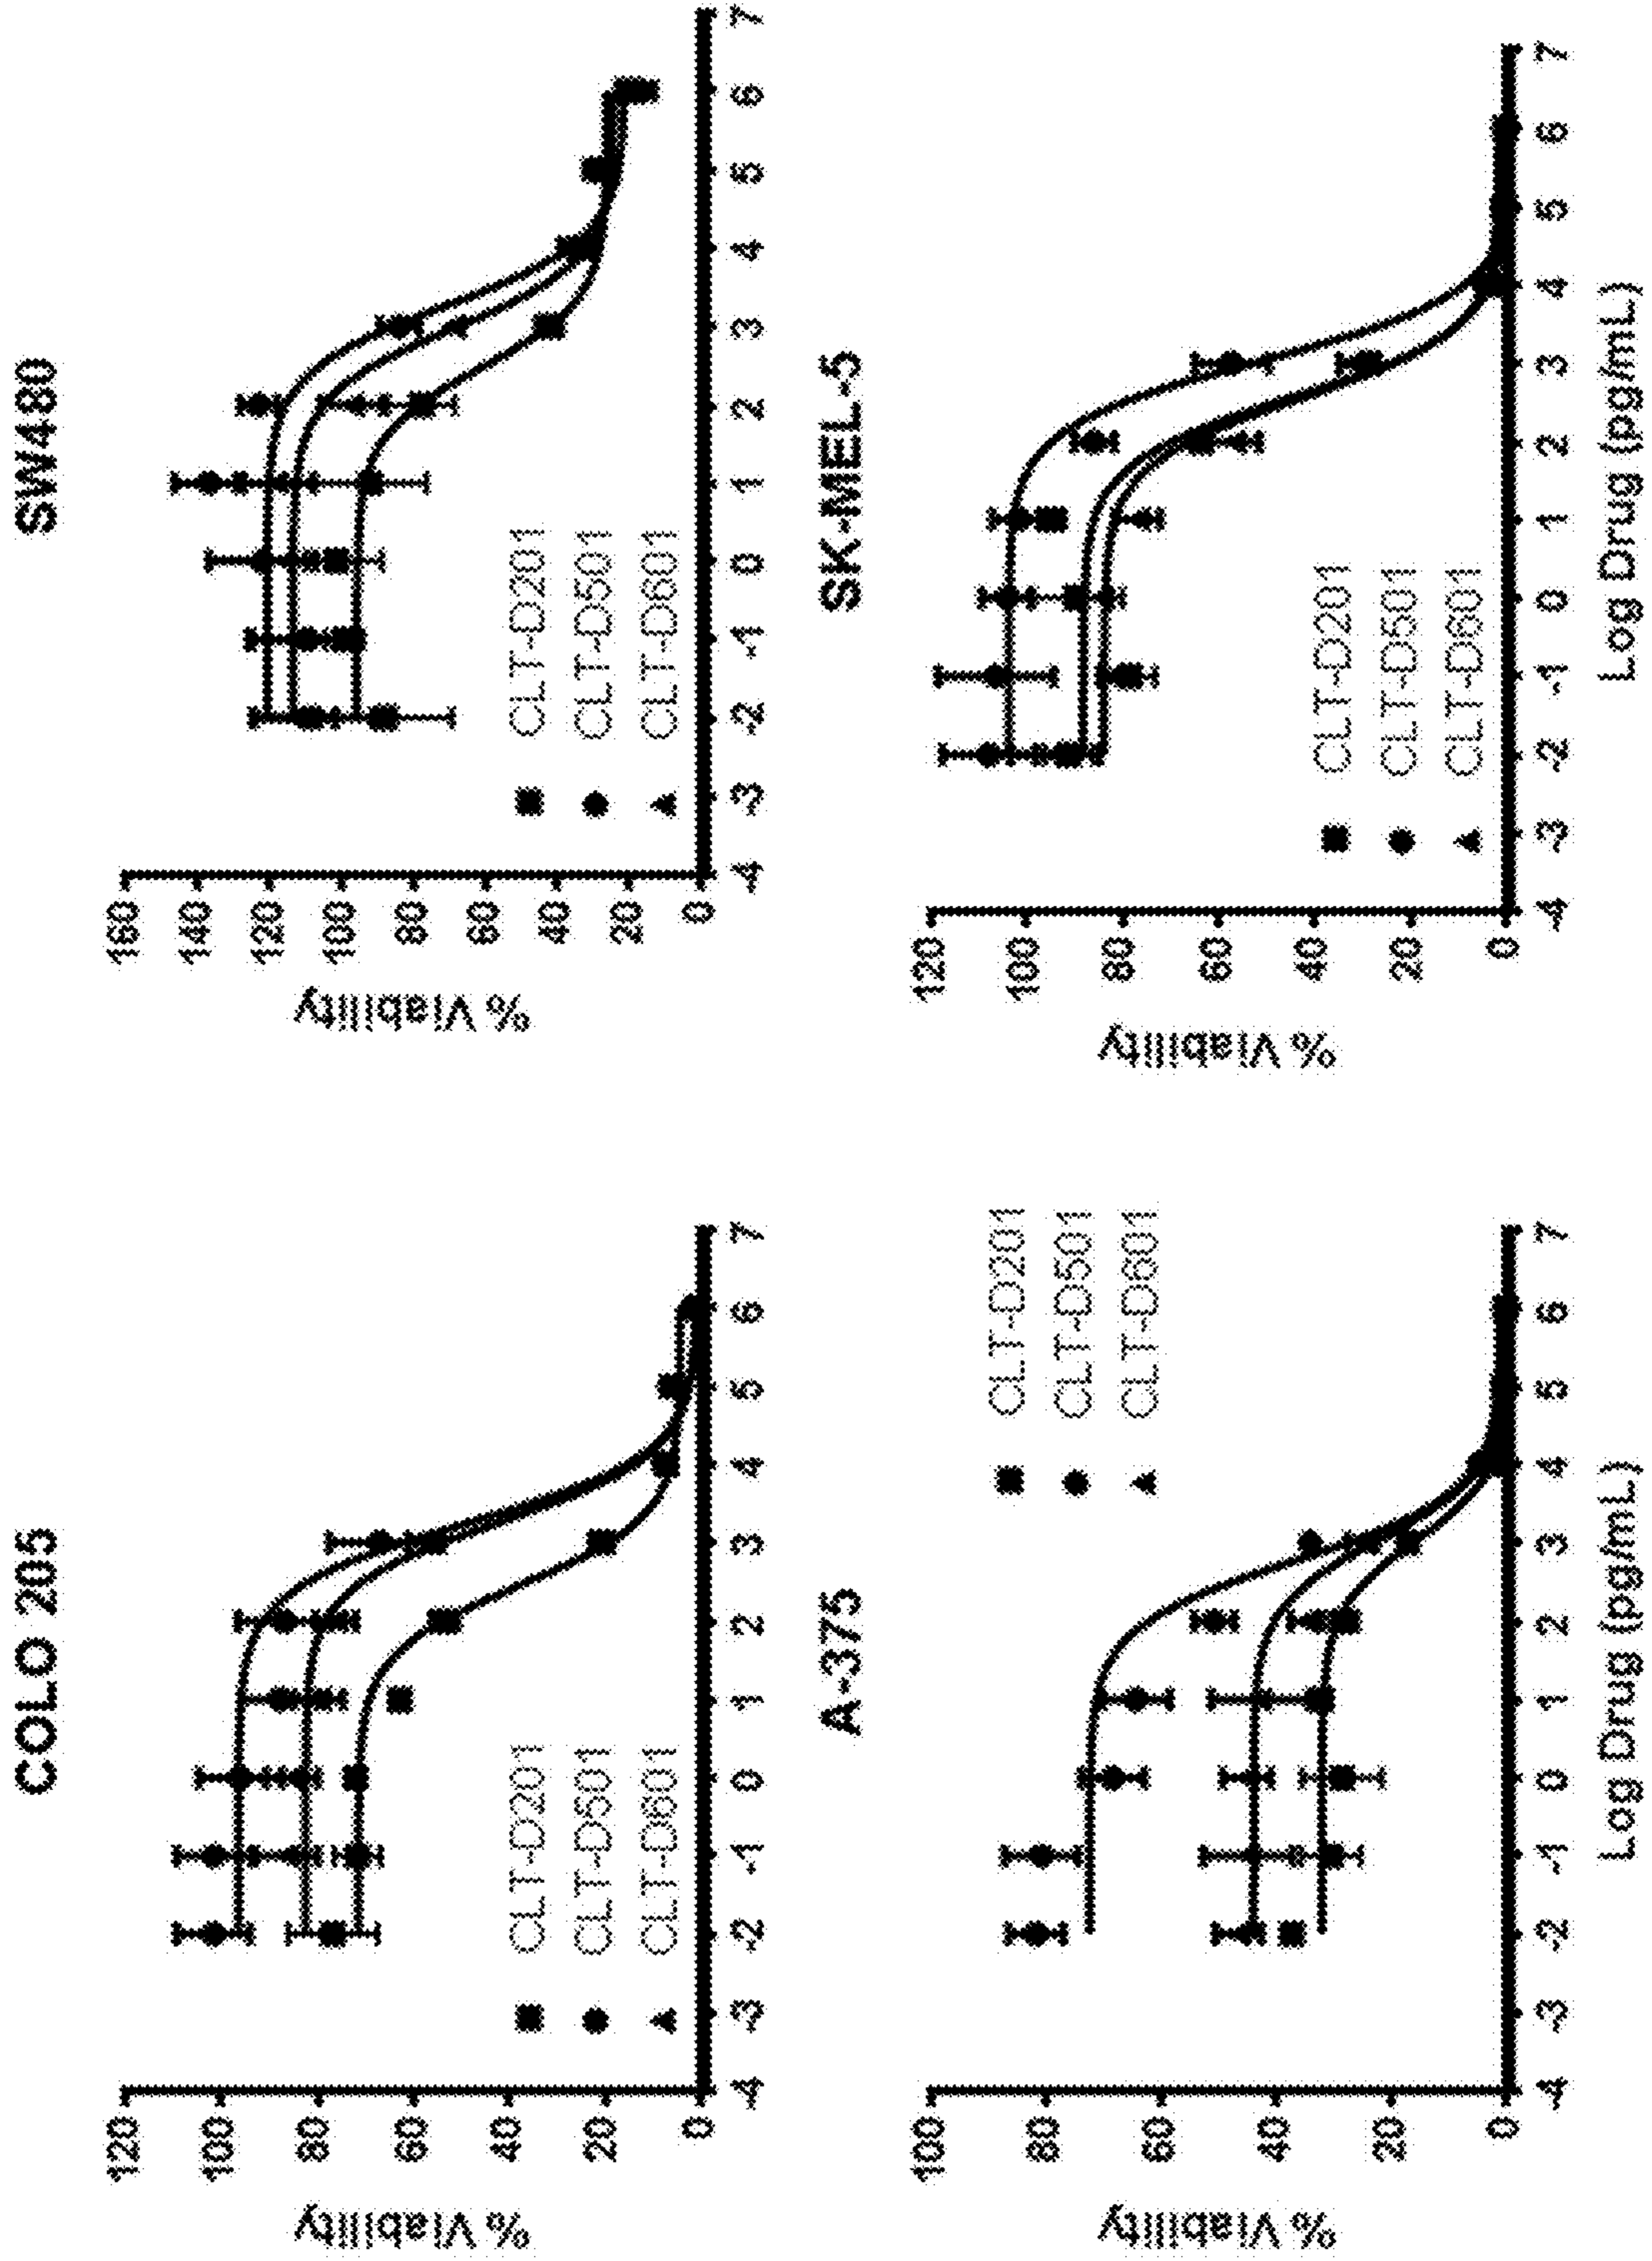 COLO 205
% Viability
120
100
80
60
40
20
0
CLT-D201
CLT-D501
CLT-D601
-4 -3 -2 -1 0 1 2 3 4 5 6 7
SW480
% Viability
160
140
120
100
80
60
40
20
0
CLT-D201
CLT-D501
CLT-D601
-4 -3 -2 -1 0 1 2 3 4 5 6 7
A-375
% Viability
100
80
60
40
20
0
CLT-D201
CLT-D501
CLT-D601
-4 -3 -2 -1 0 1 2 3 4 5 6 7
Log Drug (pg/mL)
SK-MEL-5
% Viability
120
100
80
60
40
20
0
CLT-D201
CLT-D501
CLT-D601
-4 -3 -2 -1 0 1 2 3 4 5 6 7
Log Drug (pg/mL)